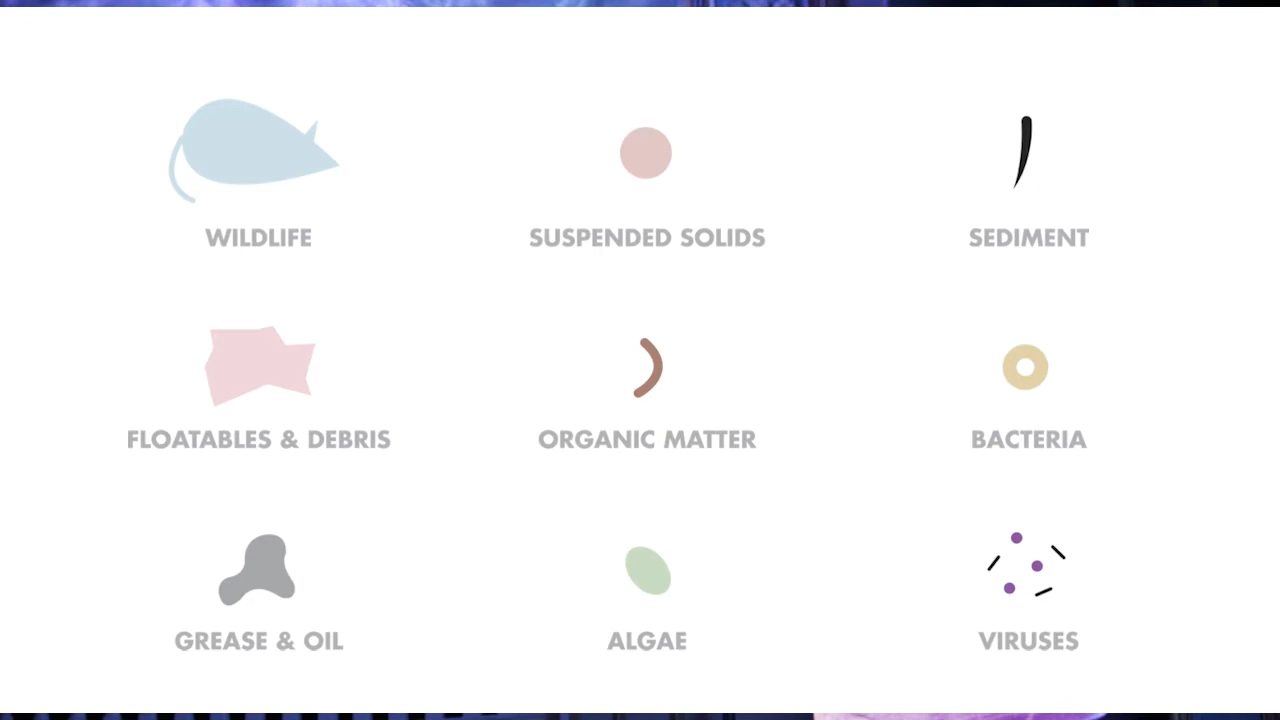 WILDLIFE
SUSPENDED SOLIDS
SEDIMENT
FLOATABLES & DEBRIS
ORGANIC MATTER
BACTERIA
GREASE & OIL
ALGAE
VIRUSES